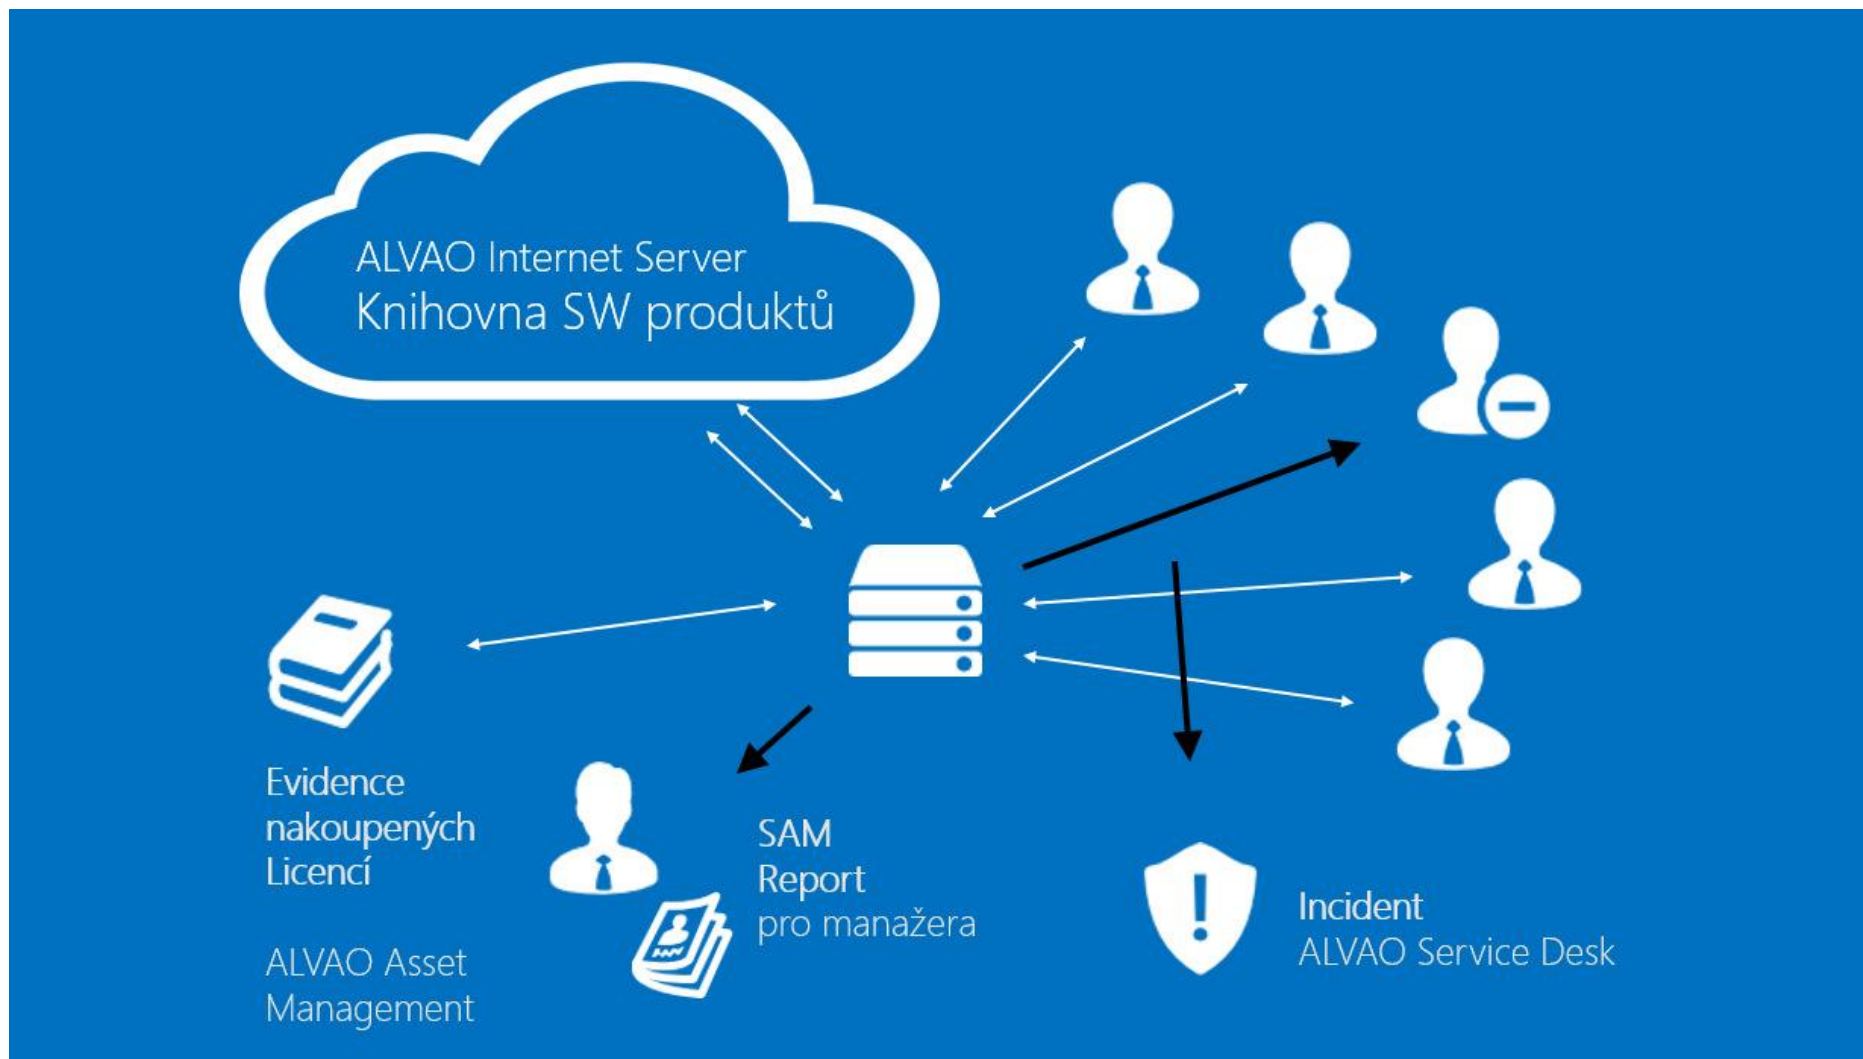 ALVAO Internet Server
Knihovna SW produktů
Evidence
nakoupených
Licencí
ALVAO Asset
Management
SAM
Report
pro manažera
Incident
ALVAO Service Desk